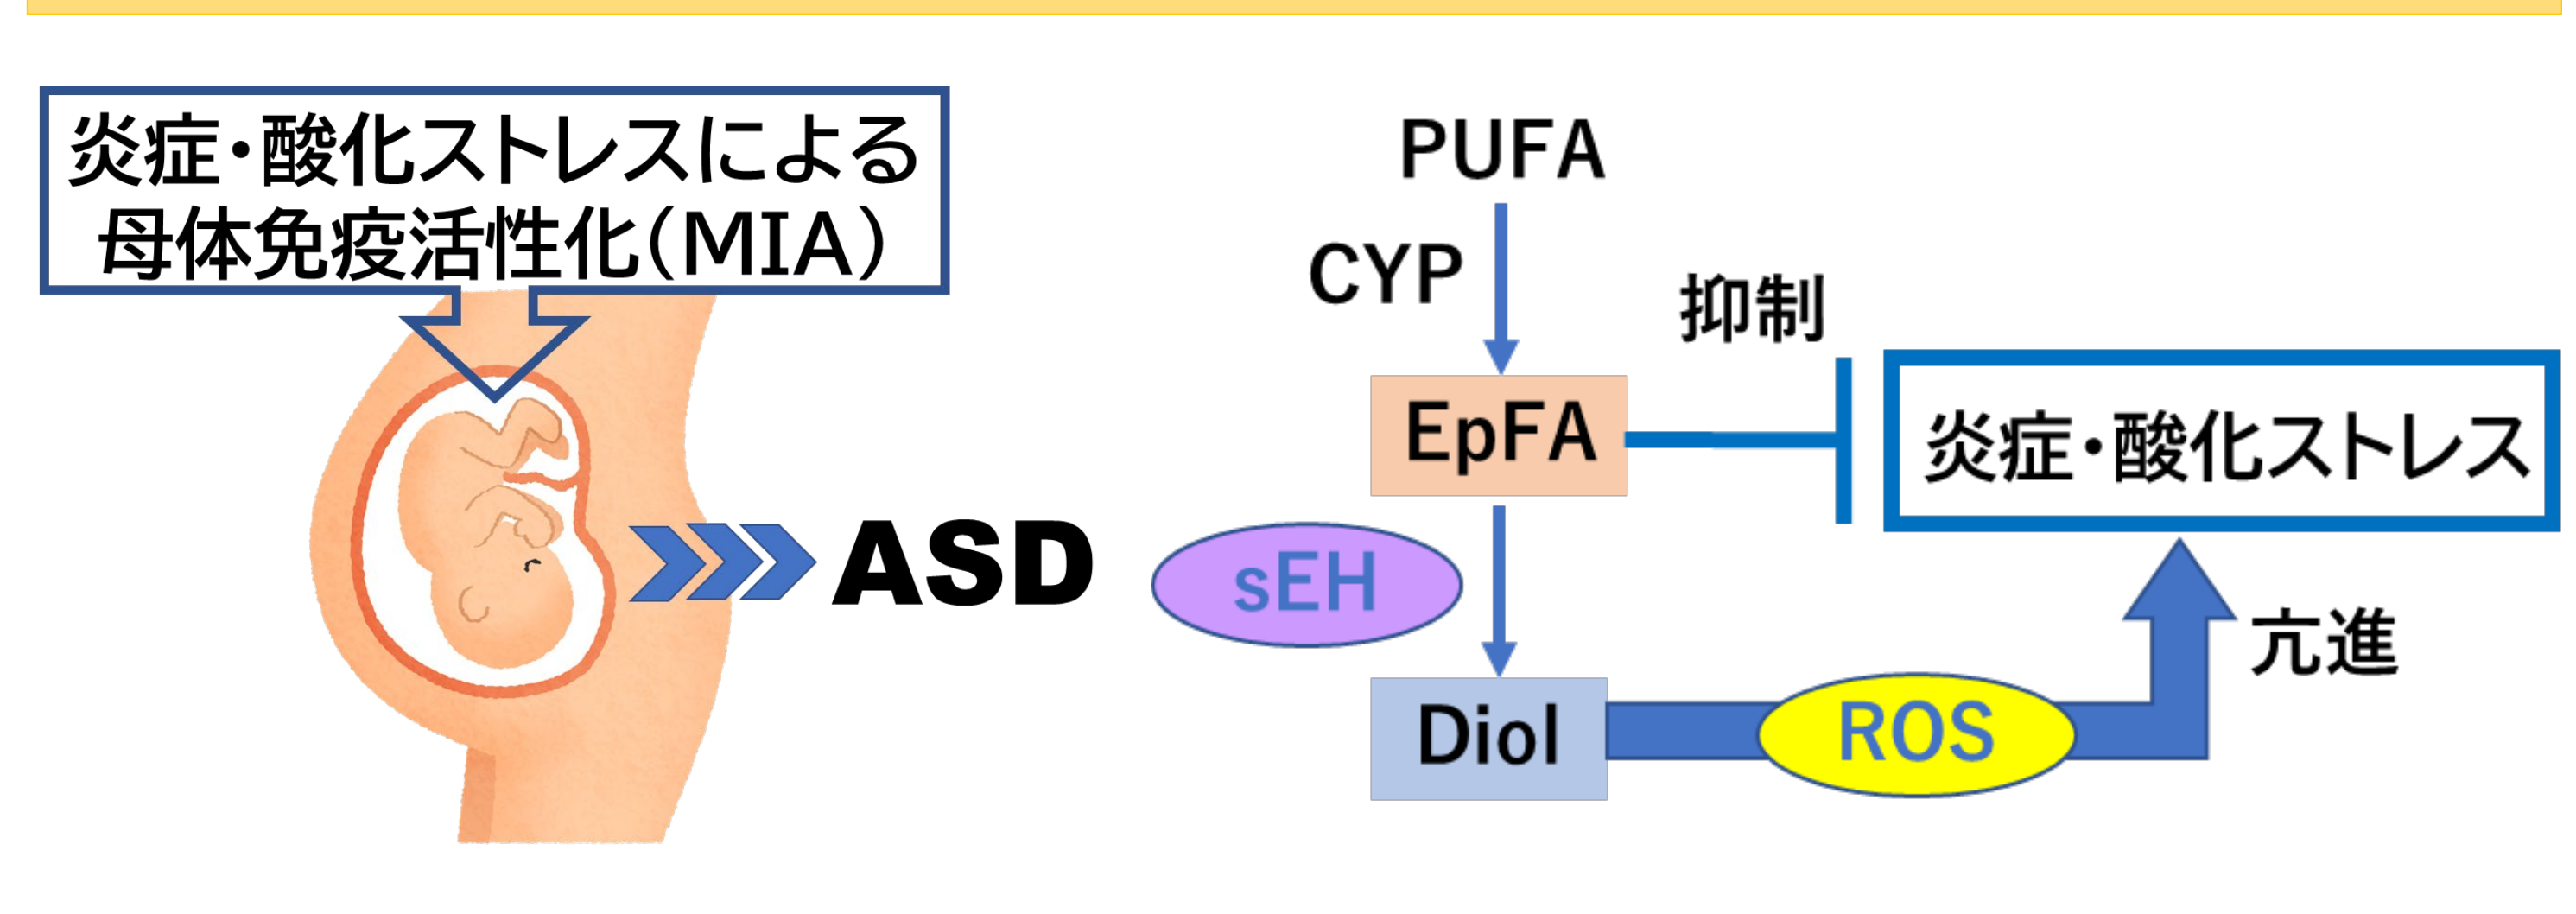 炎症・酸化ストレスによる
母体免疫活性化(MIA)
ASD
PUFA
CYP
抑制
EpFA
炎症・酸化ストレス
sEH
亢進
Diol
ROS